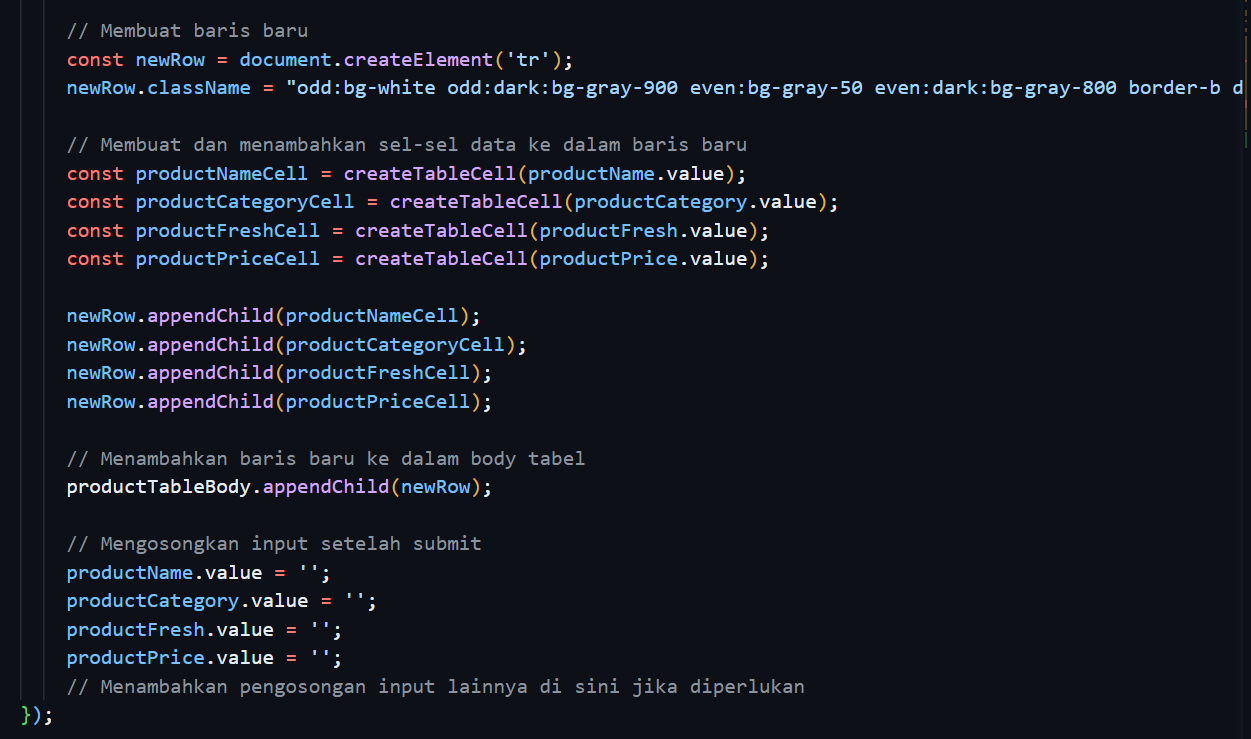 // Membuat baris baru
const newRow = document.createElement('tr');
newRow.className = "odd:bg-white odd:dark:bg-gray-900 even:bg-gray-50 even:dark:bg-gray-800 border-b d
// Membuat dan menambahkan sel-sel data ke dalam baris baru
const productNameCell = createTableCell(productName.value);
const productCategoryCell = createTableCell(productCategory.value);
const productFreshCell = createTableCell(productFresh.value);
const productPriceCell = createTableCell(productPrice.value);
newRow.appendChild(productNameCell);
newRow.appendChild(productCategoryCell);
newRow.appendChild(productFreshCell);
newRow.appendChild(productPriceCell);
// Menambahkan baris baru ke dalam body tabel
productTableBody.appendChild(newRow);
// Mengosongkan input setelah submit
productName.value = '';
productCategory.value = '';
productFresh.value = '';
productPrice.value = '';
// Menambahkan pengosongan input lainnya di sini jika diperlukan
});